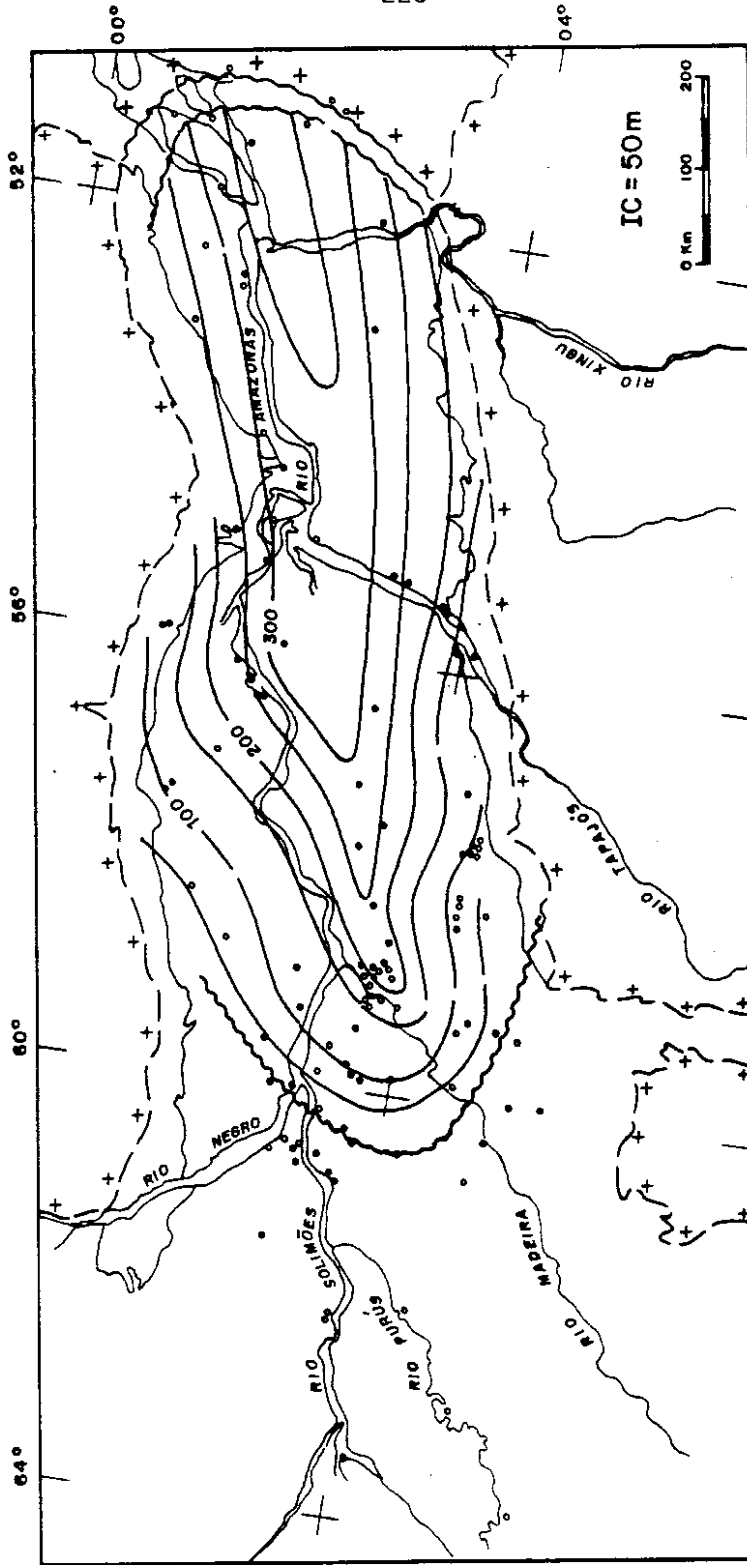 64°
60°
56°
52°
00°
04°
RIO NEGRO
RIO SOLIMÕES
RIO PURÚS
RIO MADEIRA
RIO TAPAJÓS
RIO XINGU
RIO AMAZONAS
100
200
300
IC = 50m
0 Km 100 200